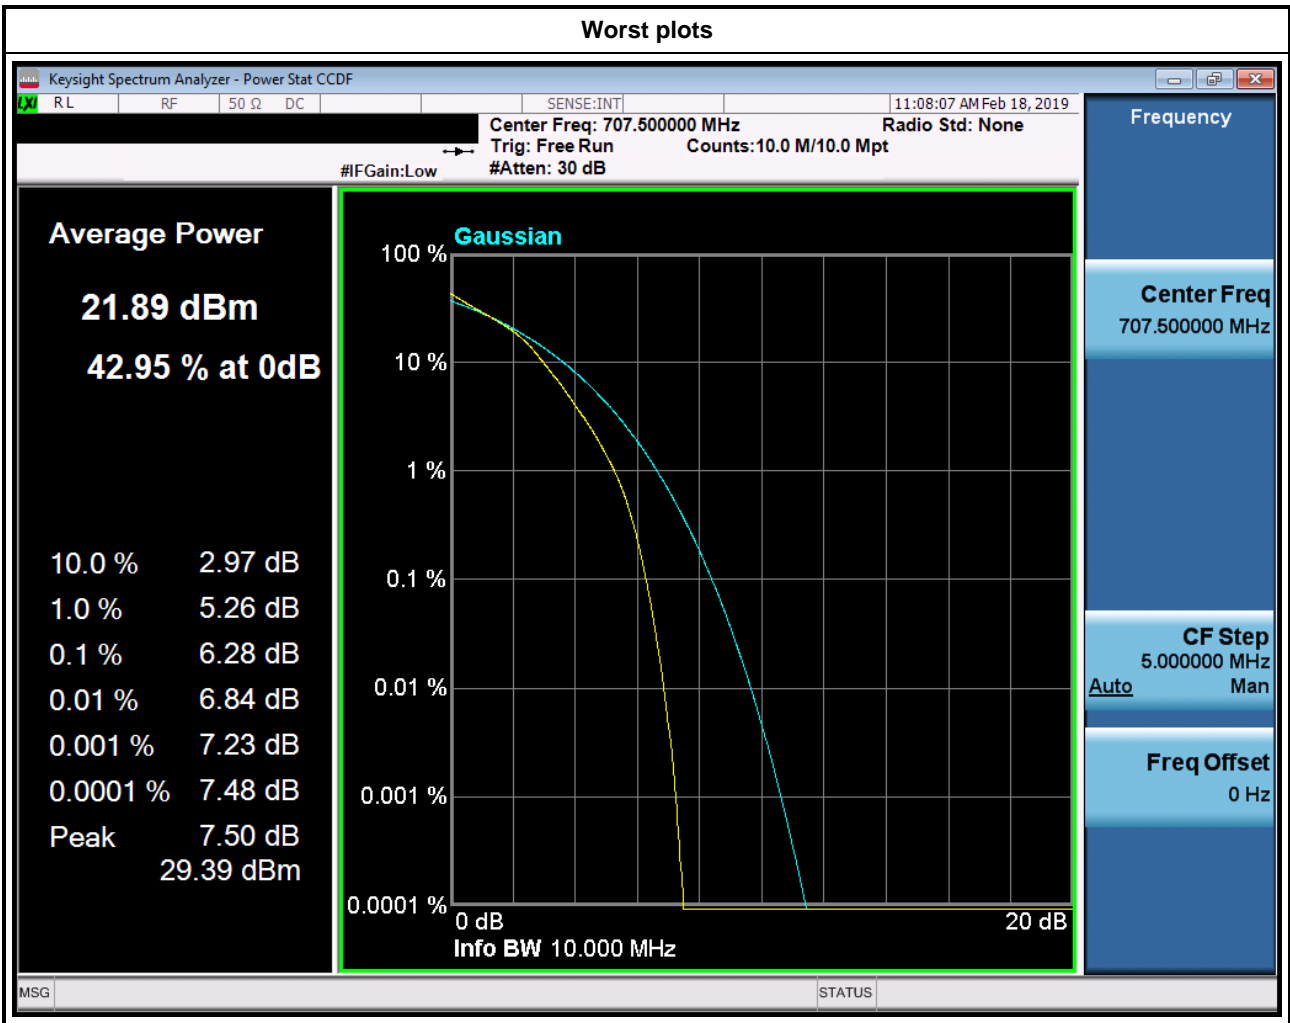 Worst plots
Keysight Spectrum Analyzer - Power Stat CCDF
LXI RL RF 50 Ω DC SENSE:INT 11:08:07 AM Feb 18, 2019
Center Freq: 707.500000 MHz Radio Std: None
Trig: Free Run Counts:10.0 M/10.0 Mpt
#IFGain:Low #Atten: 30 dB
Average Power
21.89 dBm
42.95 % at 0dB
10.0 % 2.97 dB
1.0 % 5.26 dB
0.1 % 6.28 dB
0.01 % 6.84 dB
0.001 % 7.23 dB
0.0001 % 7.48 dB
Peak 7.50 dB
29.39 dBm
Gaussian
100 %
10 %
1 %
0.1 %
0.01 %
0.001 %
0.0001 %
0 dB 20 dB
Info BW 10.000 MHz
Frequency
Center Freq
707.500000 MHz
CF Step
5.000000 MHz
Auto Man
Freq Offset
0 Hz
MSG STATUS